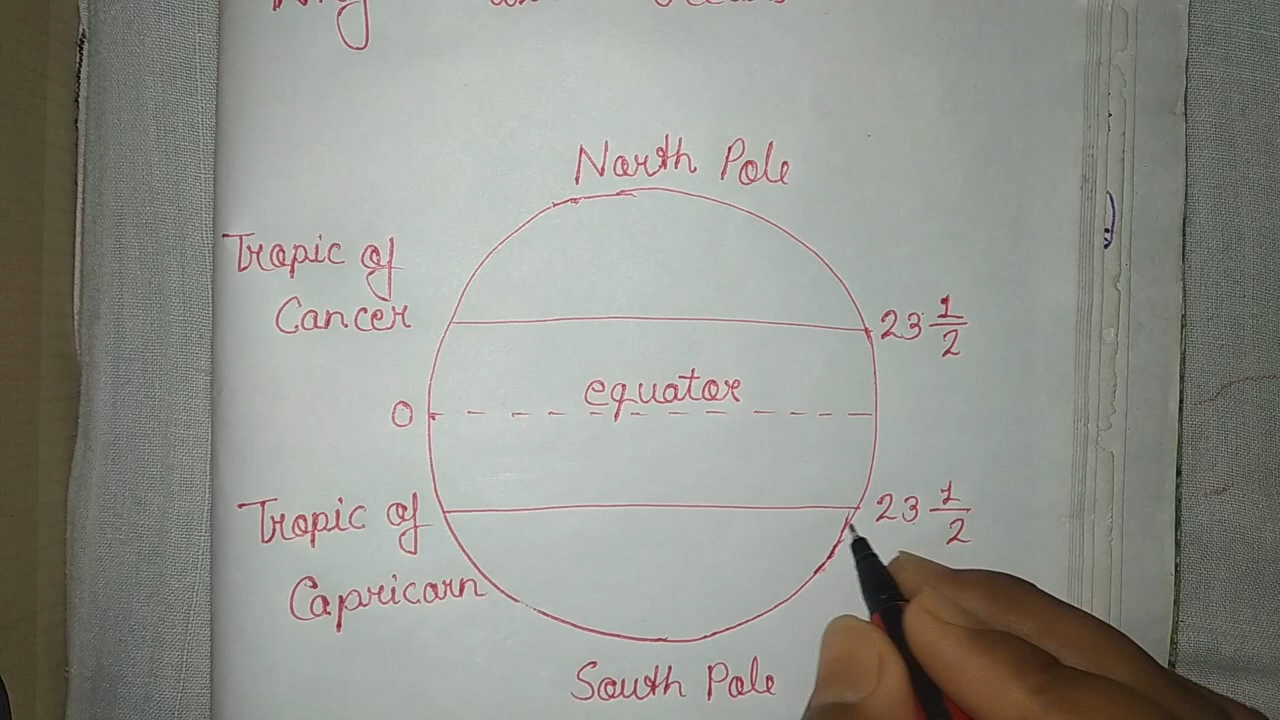 North Pole
Tropic of
Cancer
23 1/2
equator
0
Tropic of
Capricorn
23 1/2
South Pole